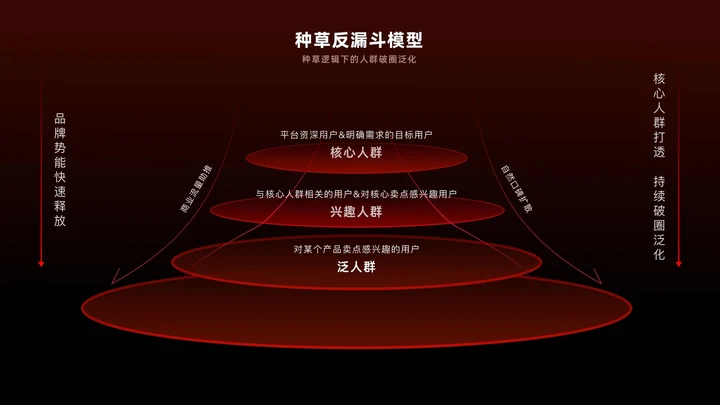 种草反漏斗模型
种草逻辑下的人群破圈泛化
品牌势能快速释放
商业流量助推
平台资深用户&明确需求的目标用户
核心人群
与核心人群相关的用户&对核心卖点感兴趣用户
兴趣人群
对某个产品卖点感兴趣的用户
泛人群
自然口碑扩散
核心人群打透 持续破圈泛化